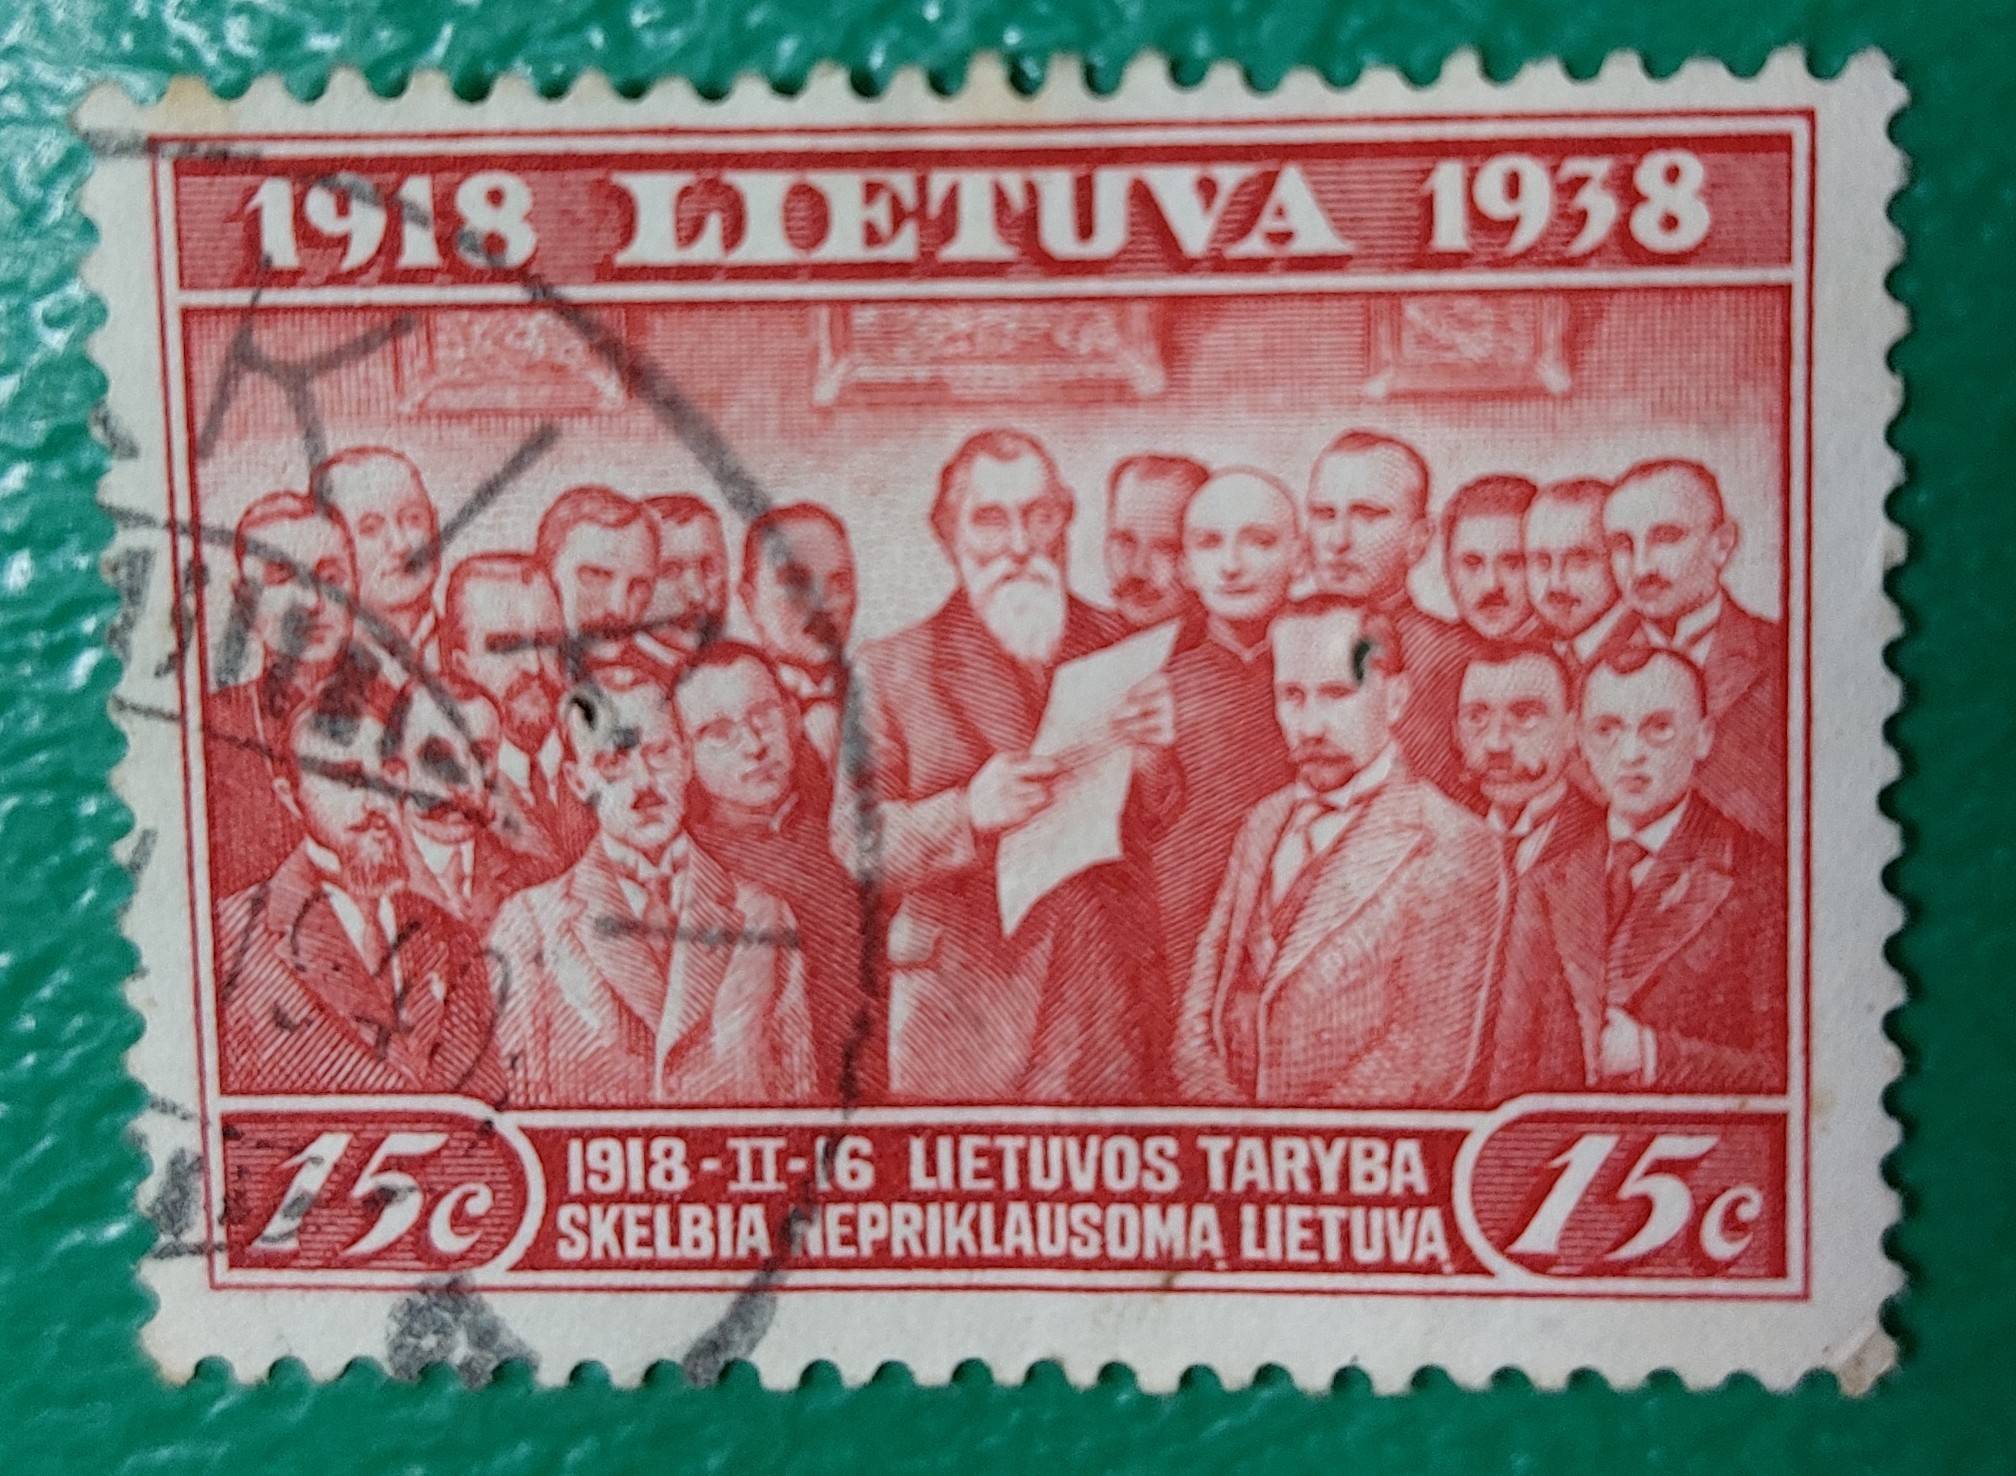 1918 LIETUVA 1938
15c
1918-II-16 LIETUVOS TARYBA
SKELBIA NEPRIKLAUSOMĄ LIETUVĄ
15c